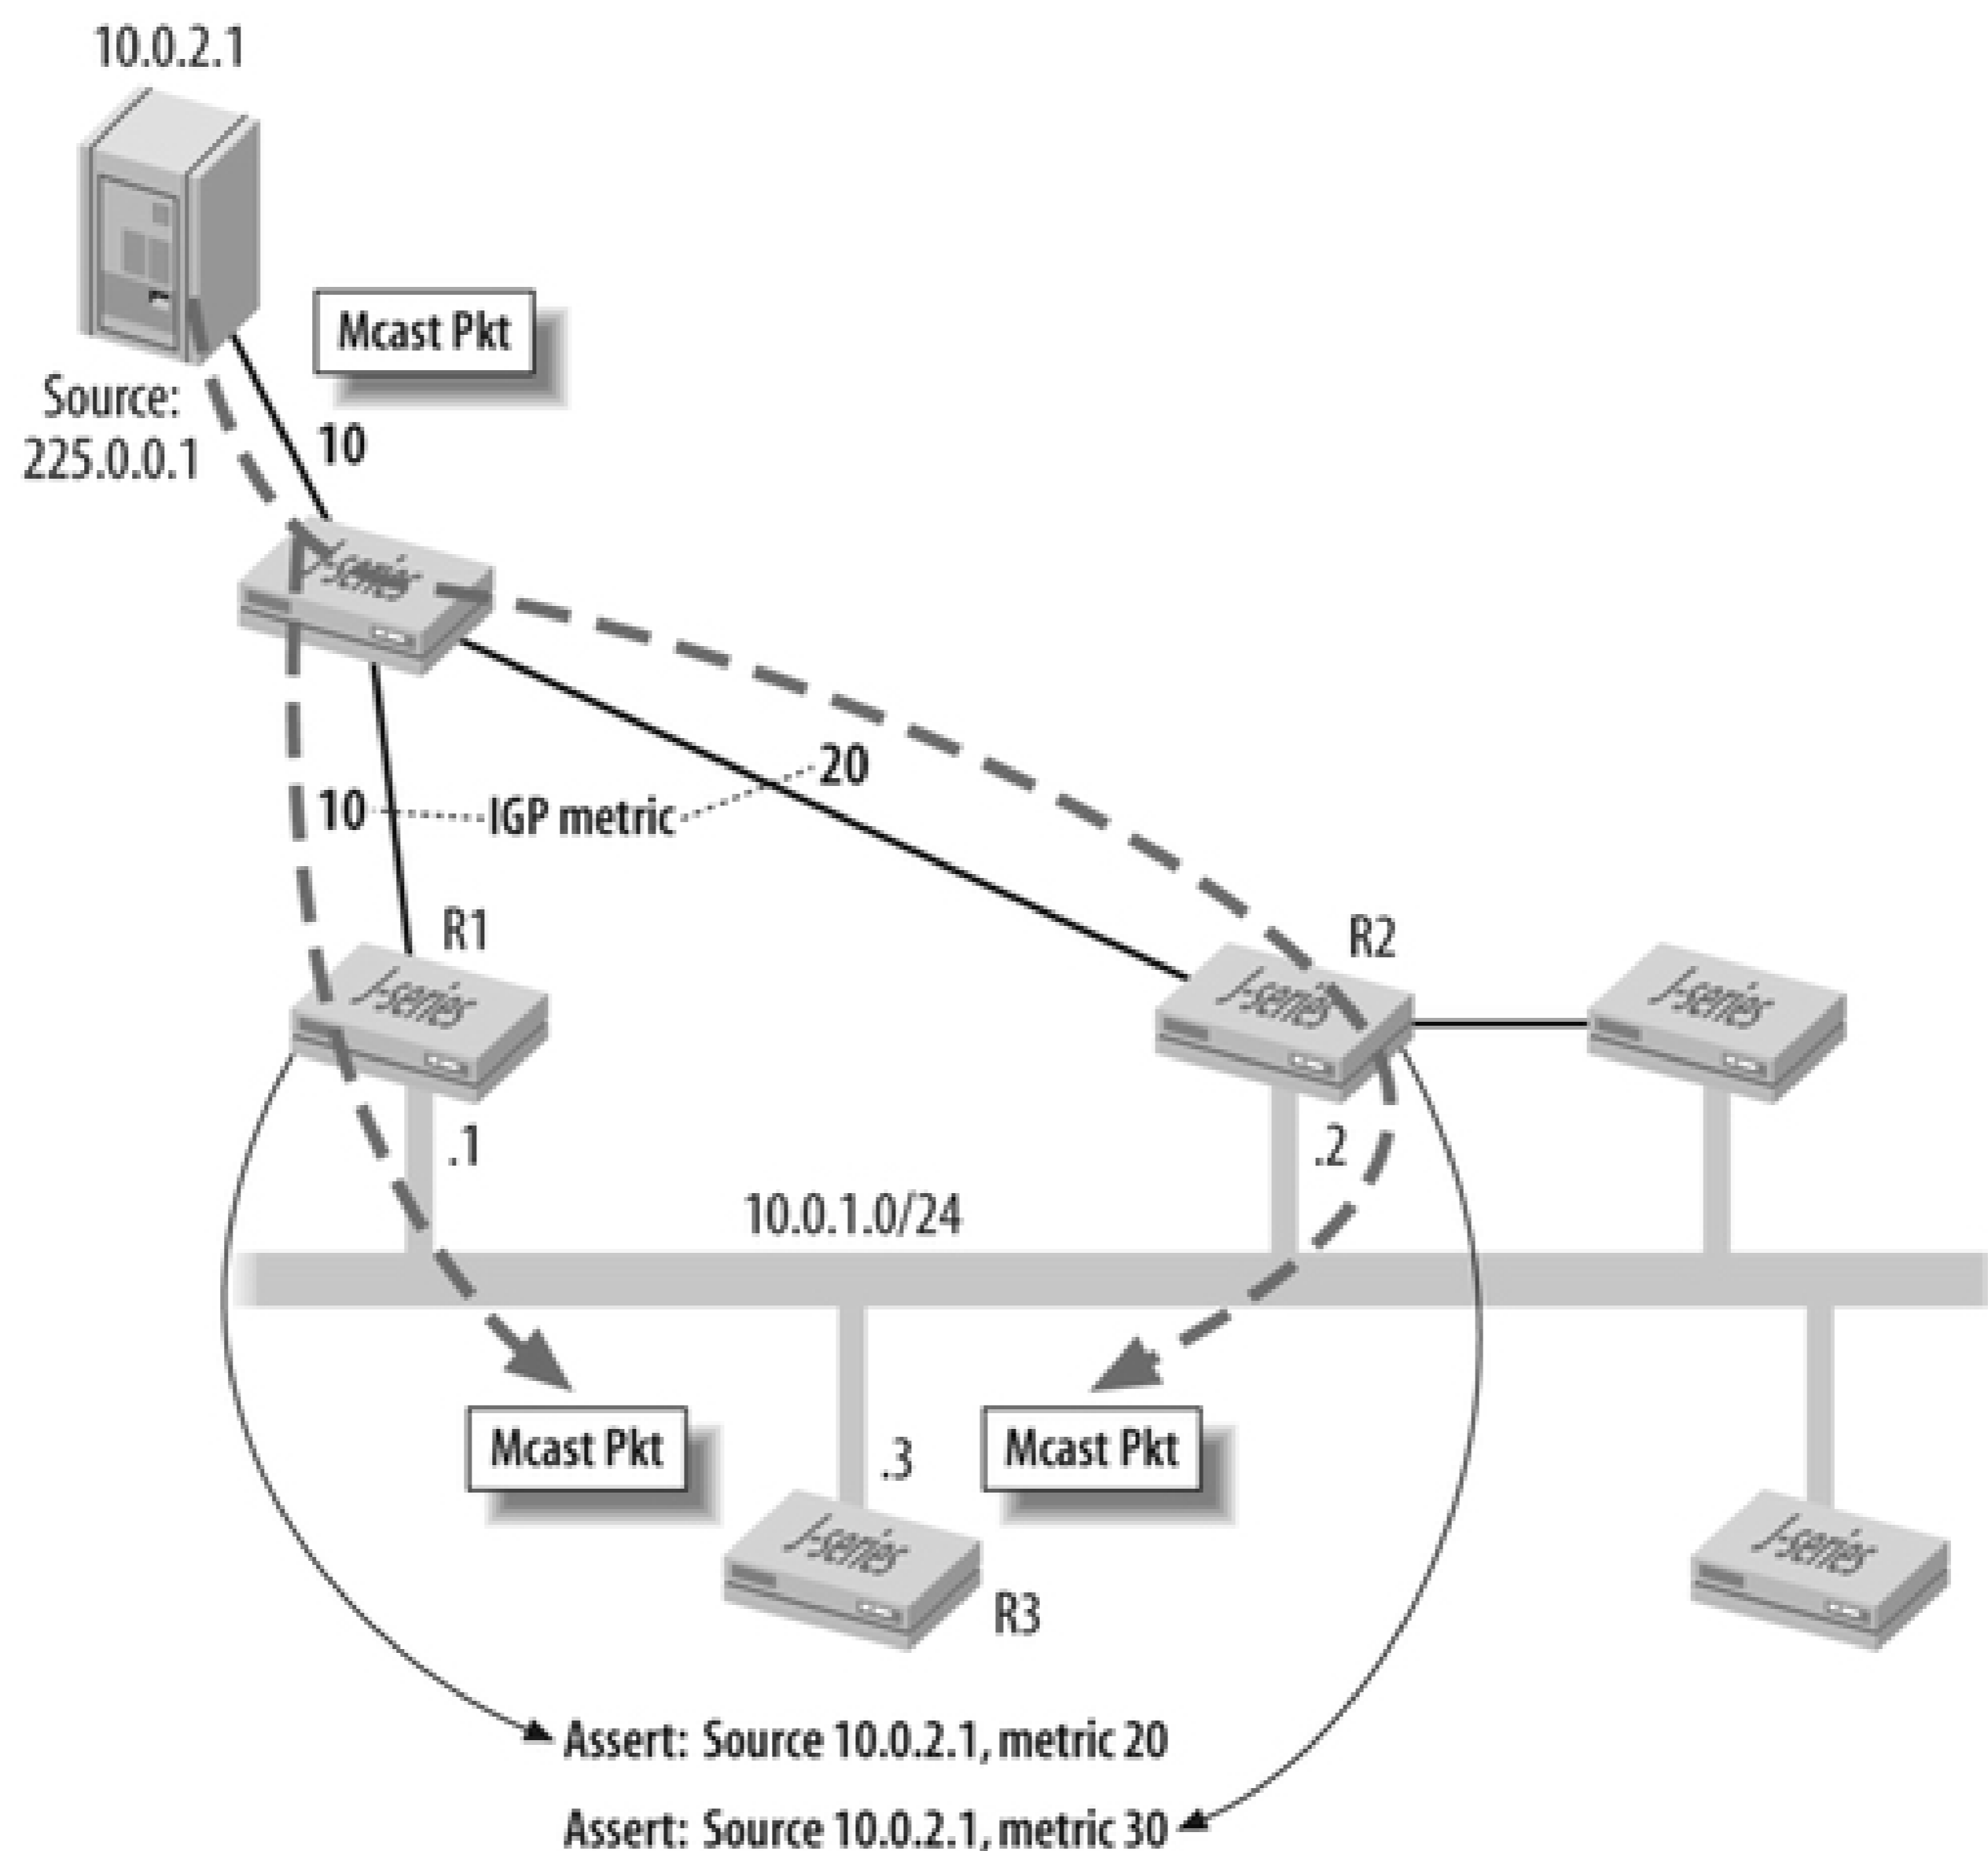 10.0.2.1
Mcast Pkt
Source:
225.0.0.1
10
J-series
20
10
IGP metric
R1
R2
J-series
J-series
J-series
.1
.2
10.0.1.0/24
Mcast Pkt
Mcast Pkt
.3
J-series
J-series
R3
Assert: Source 10.0.2.1, metric 20
Assert: Source 10.0.2.1, metric 30